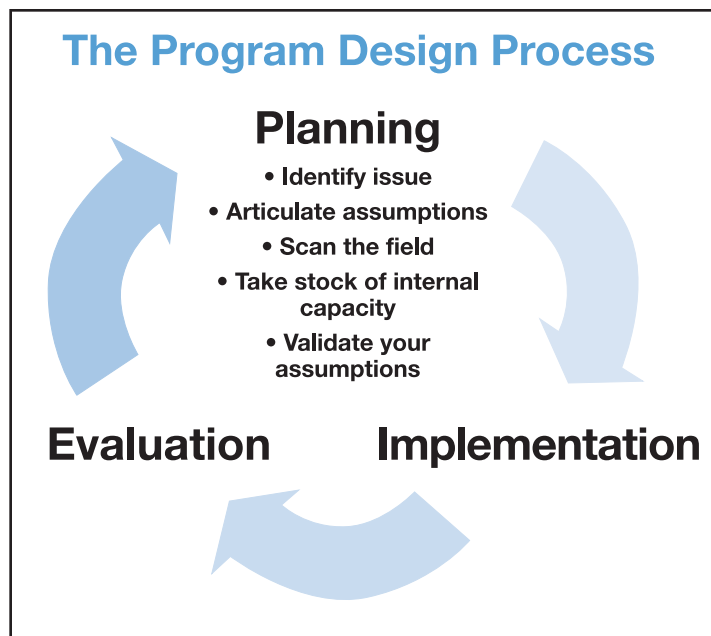 The Program Design Process
Planning
• Identify issue
• Articulate assumptions
• Scan the field
• Take stock of internal
capacity
• Validate your
assumptions
Evaluation
Implementation